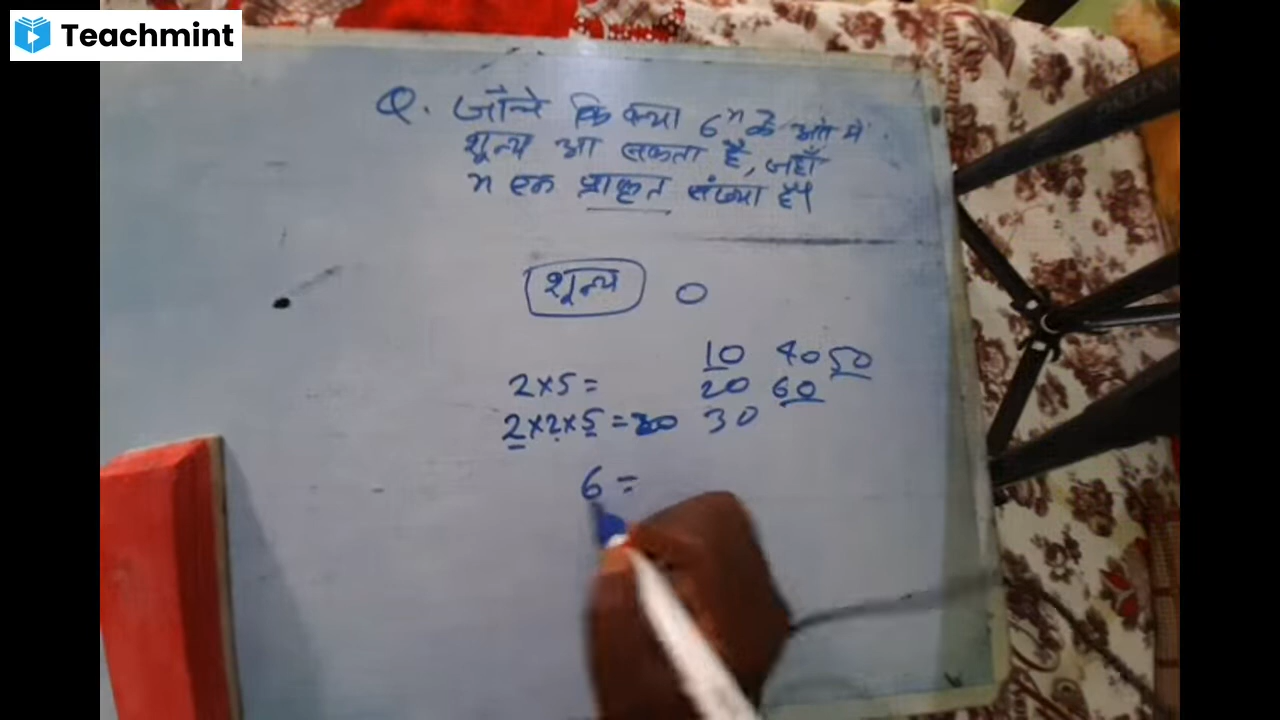 Teachmint
Q. जाँचे कि क्या 6ⁿ के अंत में
शून्य आ सकता है, जहाँ
n एक प्राकृत संख्या है।
शून्य 0
10 40 50
2×5= 20 60
2×2×5=20 30
6=